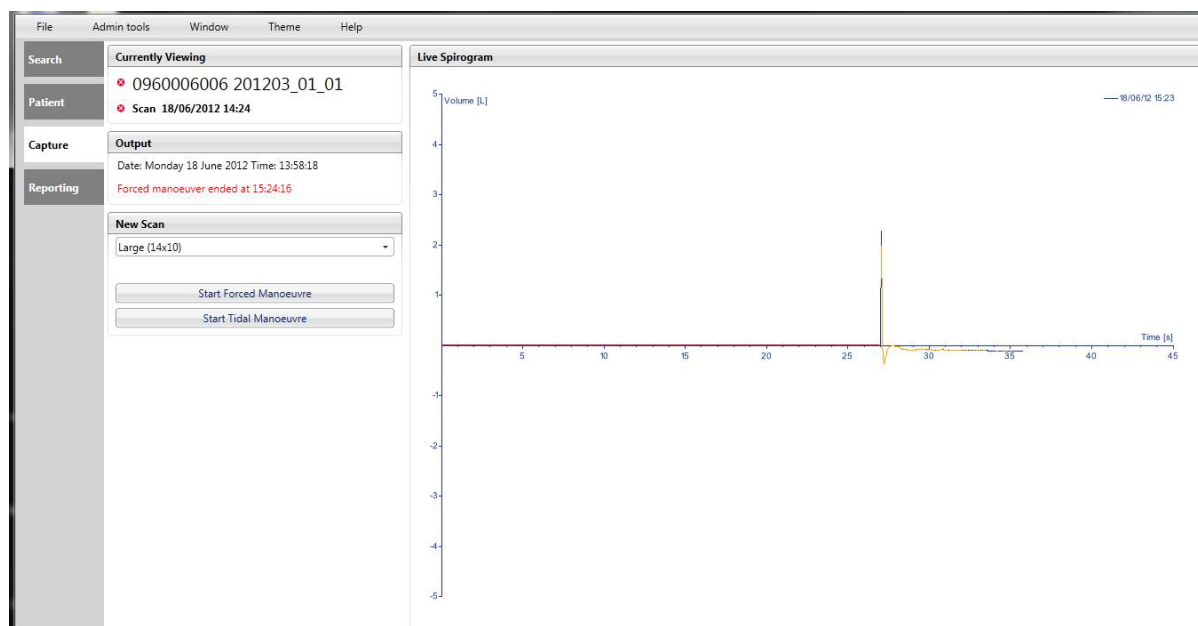 File Admin tools Window Theme Help
Search
Patient
Capture
Reporting
Currently Viewing
0960006006 201203_01_01
Scan 18/06/2012 14:24
Output
Date: Monday 18 June 2012 Time: 13:58:18
Forced manoeuver ended at 15:24:16
New Scan
Large (14x10)
Start Forced Manoeuvre
Start Tidal Manoeuvre
Live Spirogram
Volume [L]
18/06/12 15:23
5
4
3
2
1
Time [s]
5 10 15 20 25 30 35 40 45
-1
-2
-3
-4
-5